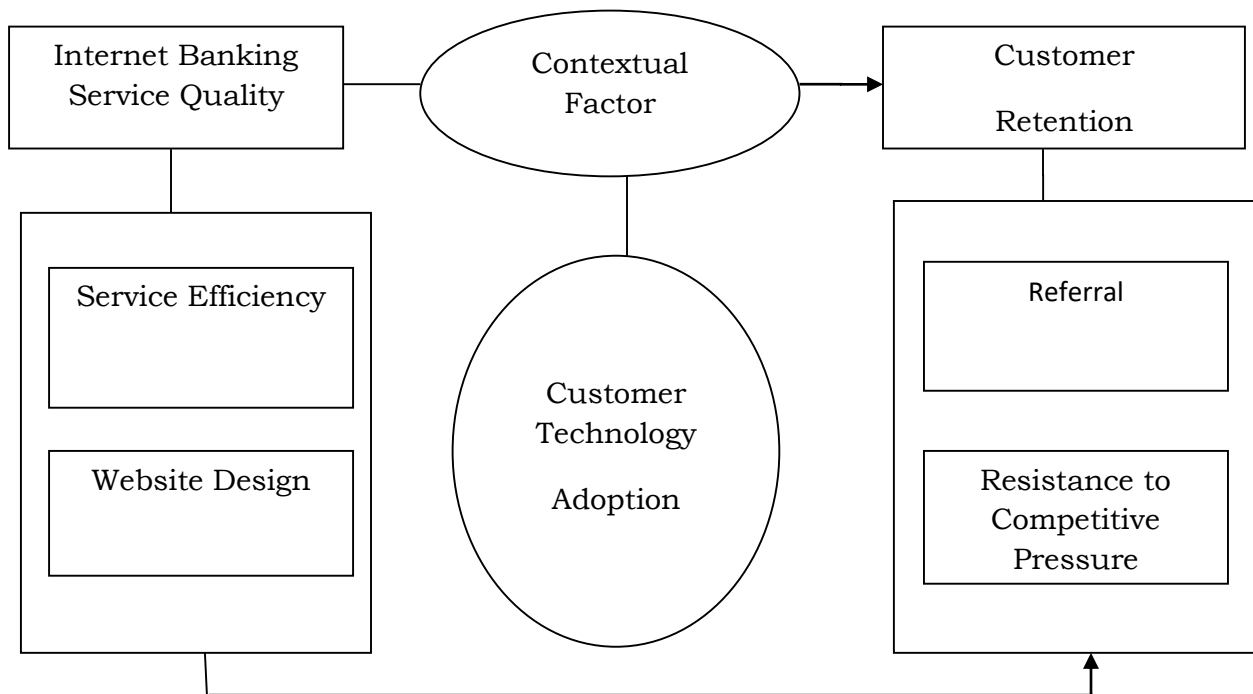 Internet Banking
Service Quality
Contextual
Factor
Customer
Retention
Service Efficiency
Website Design
Customer
Technology
Adoption
Referral
Resistance to
Competitive
Pressure